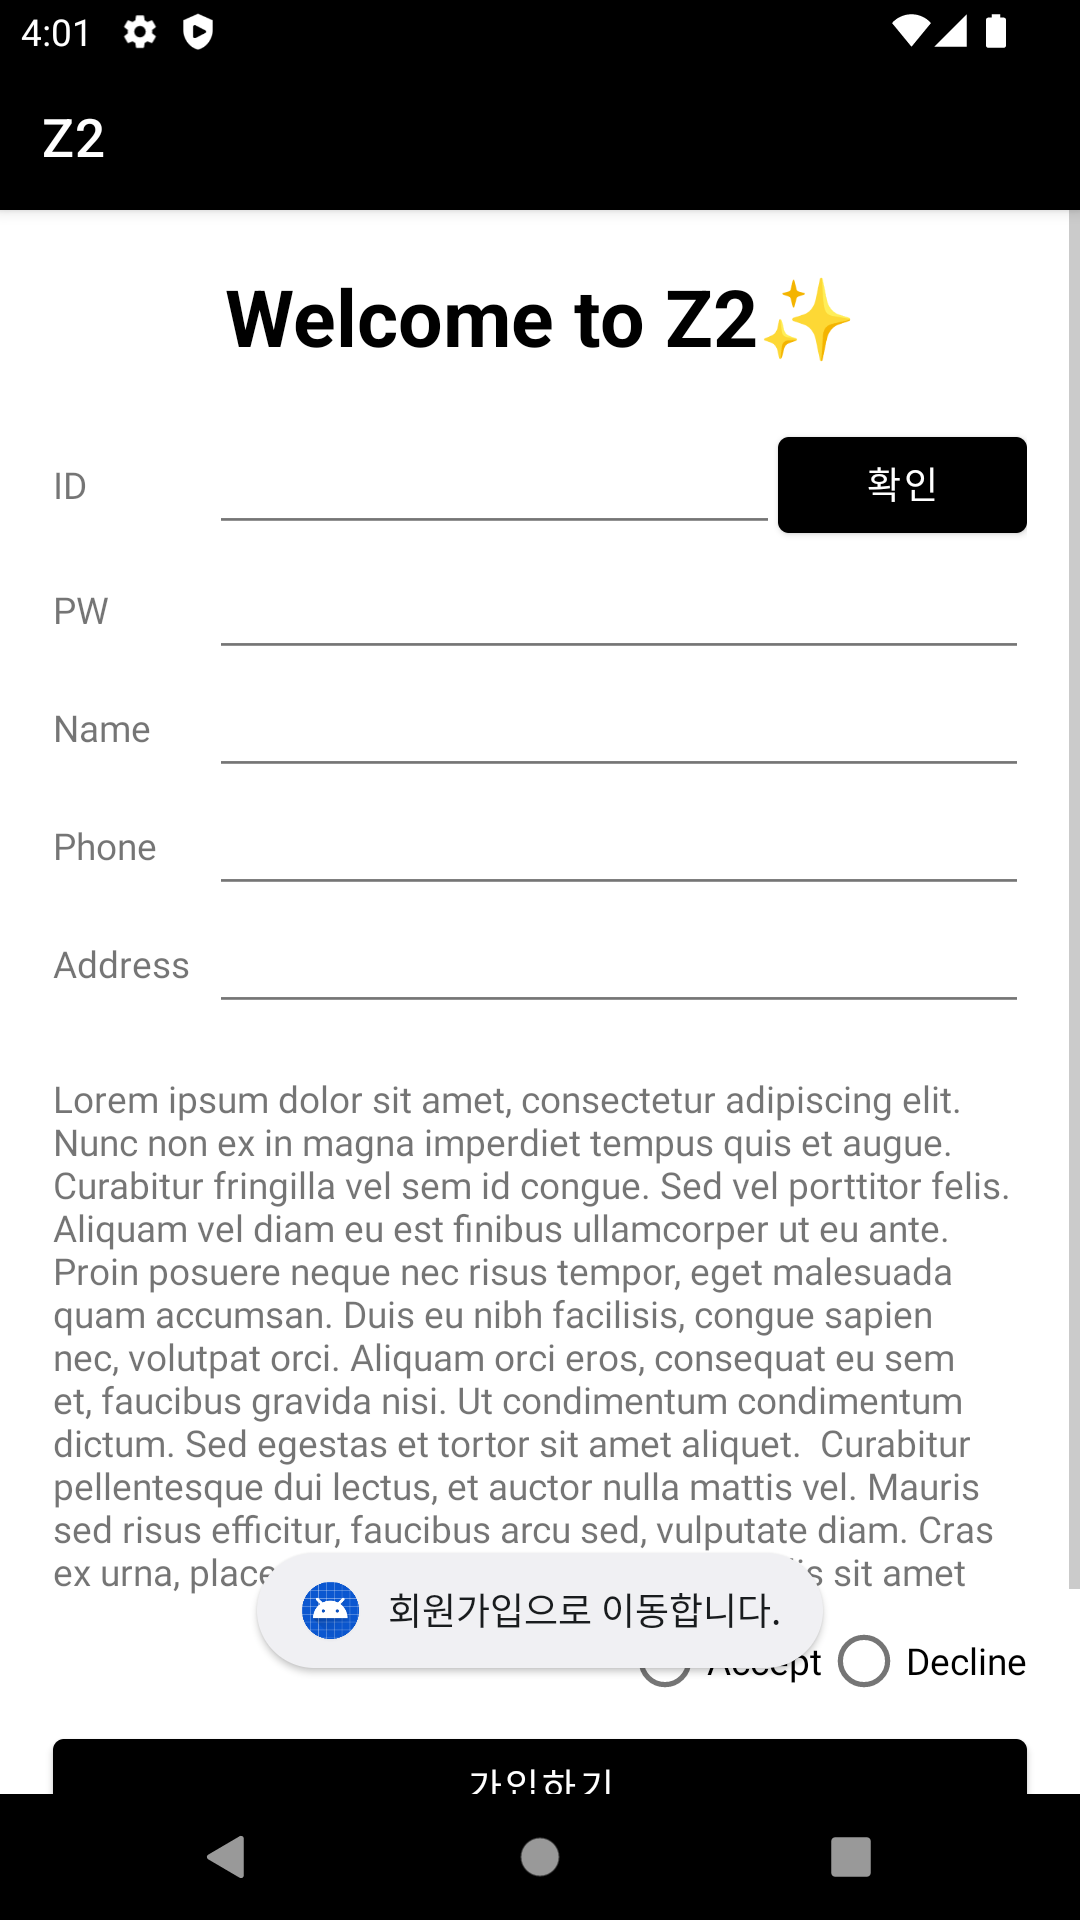 4:01
Z2
Welcome to Z2✨
ID
확인
PW
Name
Phone
Address
Lorem ipsum dolor sit amet, consectetur adipiscing elit.
Nunc non ex in magna imperdiet tempus quis et augue.
Curabitur fringilla vel sem id congue. Sed vel porttitor felis.
Aliquam vel diam eu est finibus ullamcorper ut eu ante.
Proin posuere neque nec risus tempor, eget malesuada
quam accumsan. Duis eu nibh facilisis, congue sapien
nec, volutpat orci. Aliquam orci eros, consequat eu sem
et, faucibus gravida nisi. Ut condimentum condimentum
dictum. Sed egestas et tortor sit amet aliquet.  Curabitur
pellentesque dui lectus, et auctor nulla mattis vel. Mauris
sed risus efficitur, faucibus arcu sed, vulputate diam. Cras
ex urna, sit amet
회원가입으로 이동합니다.
Accept Decline
가입하기